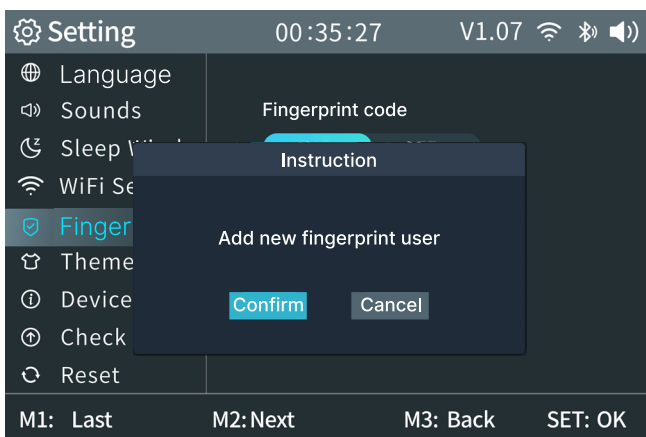 Setting 00:35:27 V1.07
Language
Sounds
Sleep
WiFi Se
Finger
Theme
Device
Check
Reset
Fingerprint code
Instruction
Add new fingerprint user
Confirm Cancel
M1: Last M2: Next M3: Back SET: OK